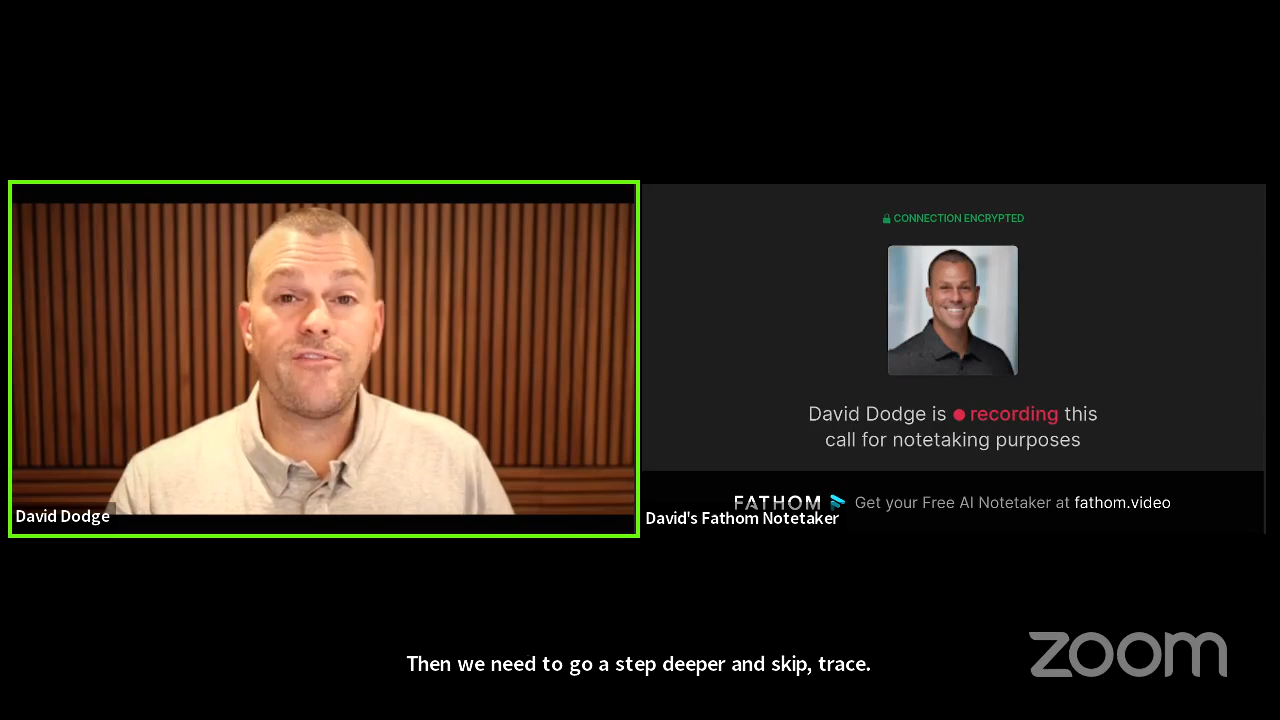 CONNECTION ENCRYPTED
David Dodge is recording this
call for notetaking purposes
FATHOM Get your Free AI Notetaker at fathom.video
David Dodge
David's Fathom Notetaker
Then we need to go a step deeper and skip, trace.
zoom